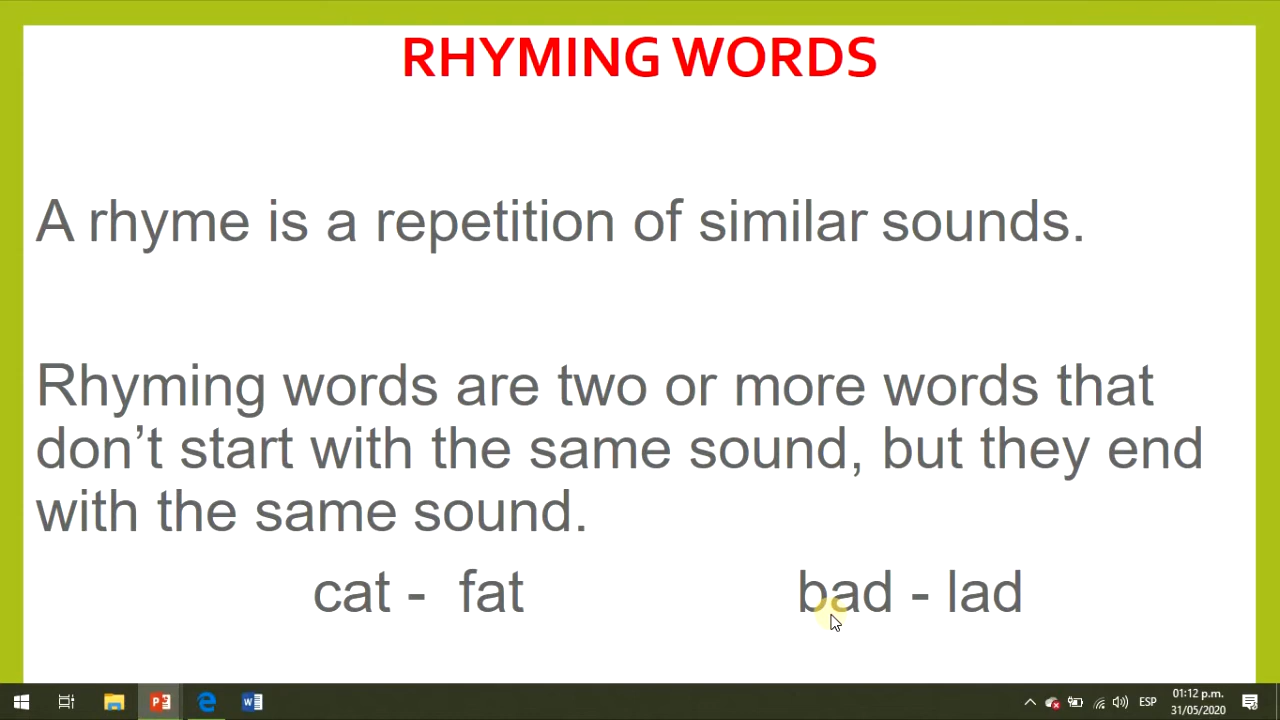 RHYMING WORDS
A rhyme is a repetition of similar sounds.
Rhyming words are two or more words that
don’t start with the same sound, but they end
with the same sound.
cat - fat bad - lad
ESP
01:12 p.m.
31/05/2020